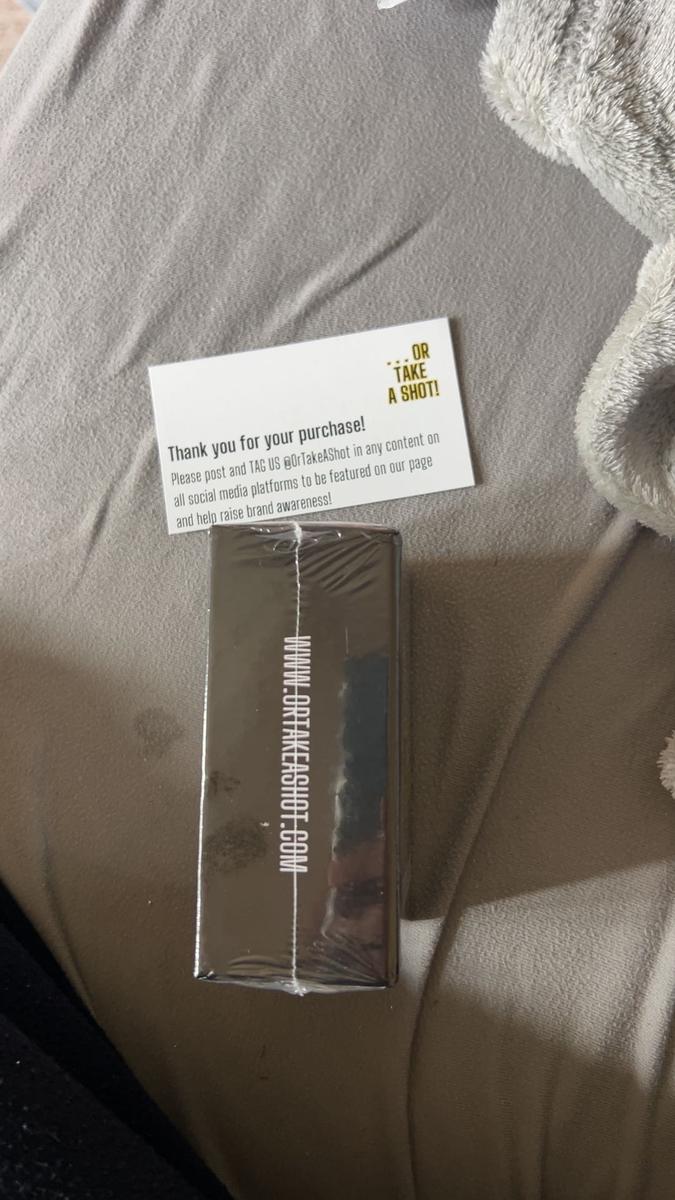 ...OR
TAKE
A SHOT!
Thank you for your purchase!
Please post and TAG US @OrTakeAShot in any content on
all social media platforms to be featured on our page
and help raise brand awareness!
WWW.ORTAKEASHOT.COM